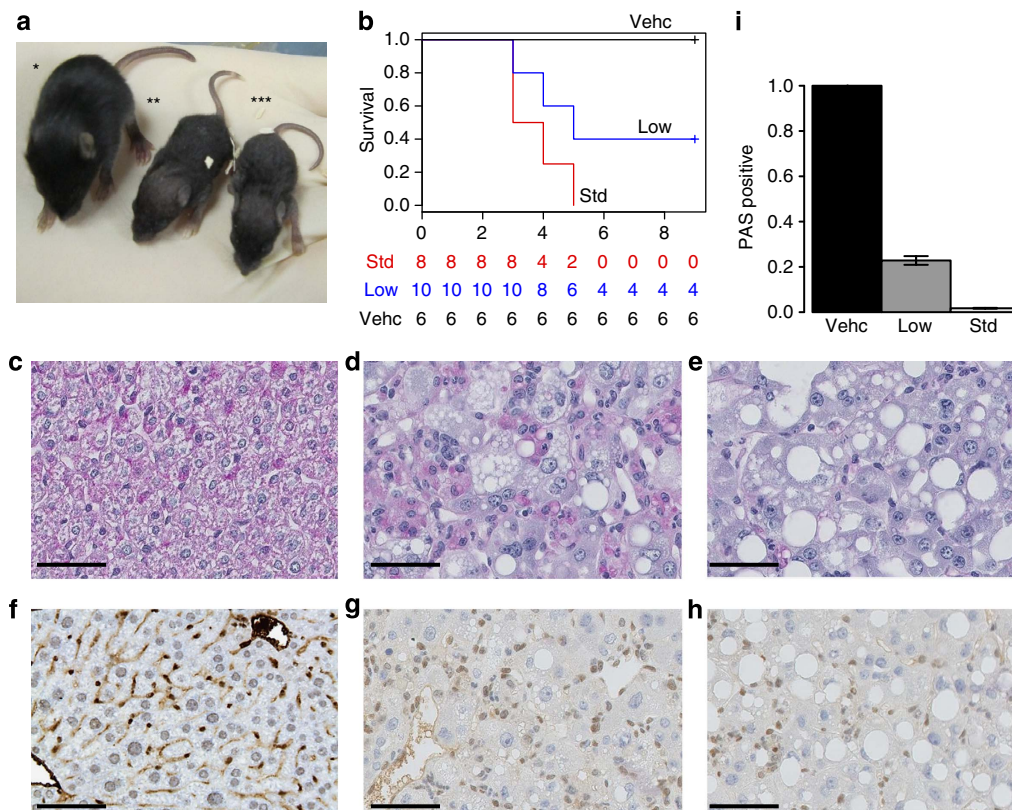 a
*
**
***
b
Vehc
Low
Std
Survival
1.0
0.8
0.6
0.4
0.2
0.0
0 2 4 6 8
Std 8 8 8 8 4 2 0 0 0 0
Low 10 10 10 10 8 6 4 4 4 4
Vehc 6 6 6 6 6 6 6 6 6 6
i
PAS positive
1.0
0.8
0.6
0.4
0.2
0.0
Vehc Low Std
c
d
e
f
g
h